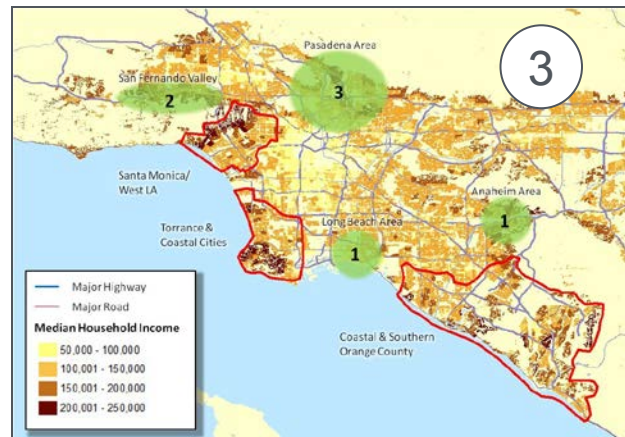 Pasadena Area
3
San Fernando Valley
2
3
Santa Monica/
West LA
Anaheim Area
1
Torrance &
Coastal Cities
Long Beach Area
1
Coastal & Southern
Orange County
Major Highway
Major Road
Median Household Income
50,000 - 100,000
100,001 - 150,000
150,001 - 200,000
200,001 - 250,000